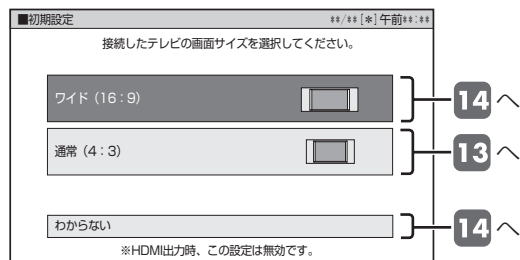 ■初期設定 **/**[*]午前**:**
接続したテレビの画面サイズを選択してください。
ワイド（16：9） 14へ
通常（4：3） 13へ
わからない 14へ
※HDMI出力時、この設定は無効です。